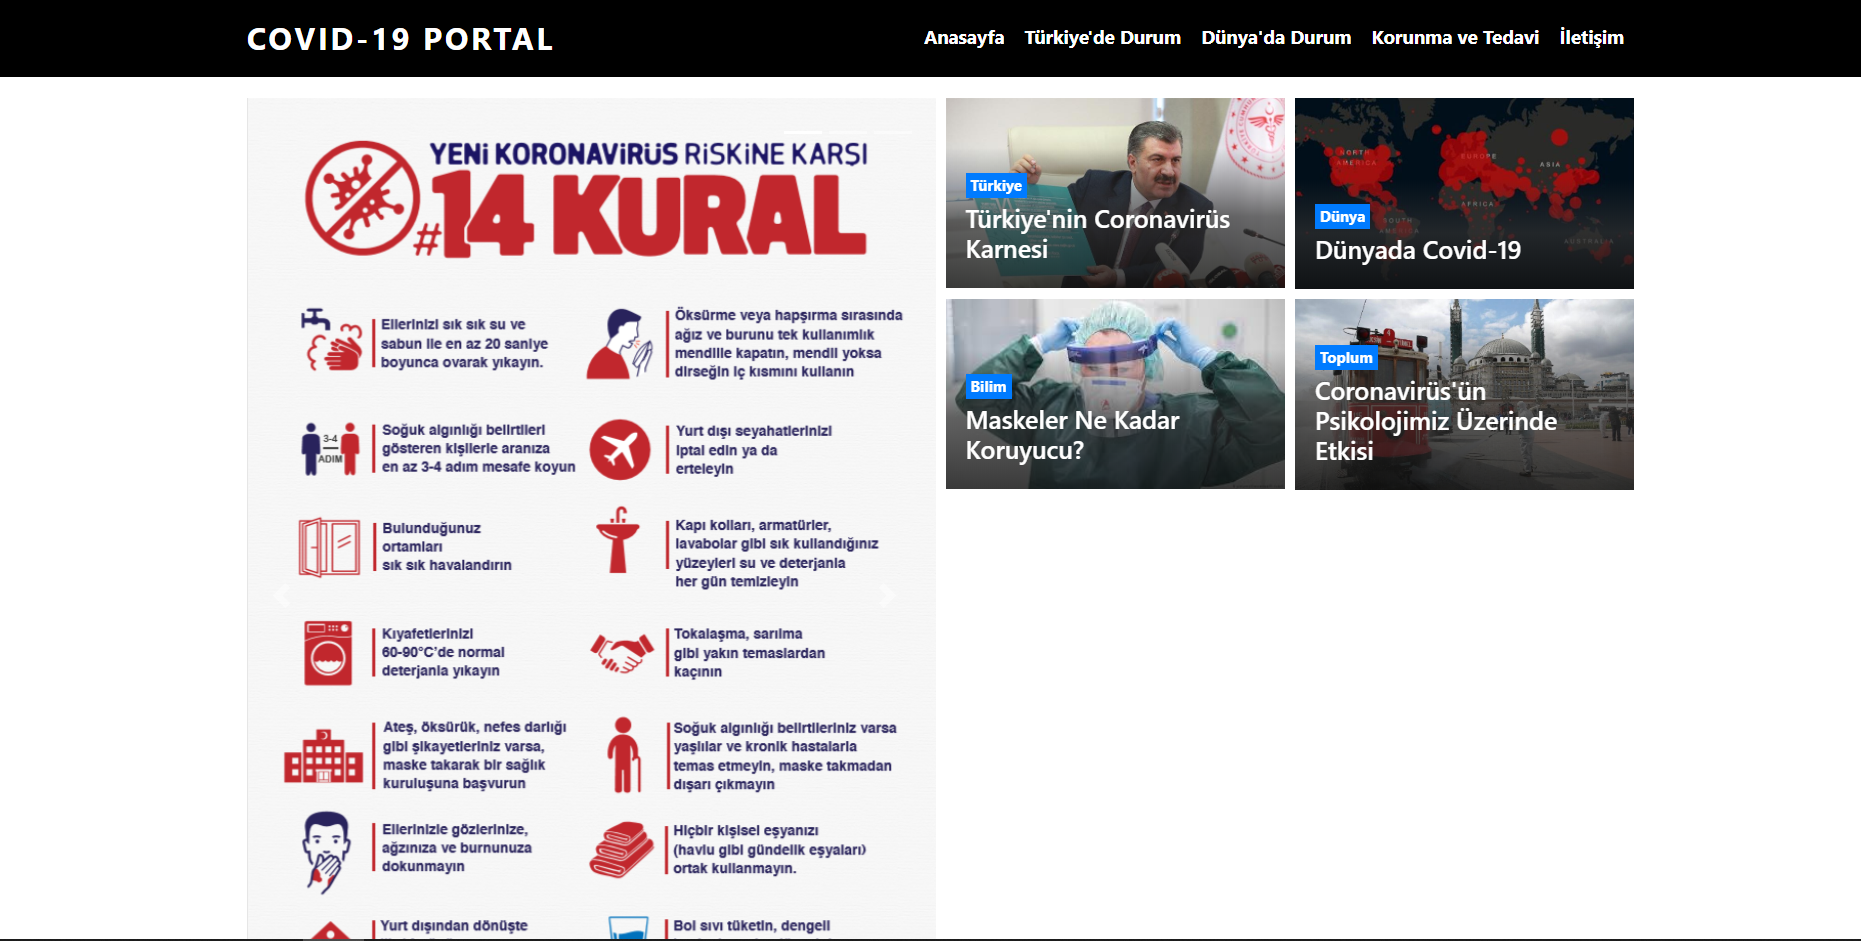 COVID-19 PORTAL
Anasayfa Türkiye'de Durum Dünya'da Durum Korunma ve Tedavi İletişim
YENİ KORONAVİRÜS RİSKİNE KARŞI
#14 KURAL
Ellerinizi sık sık su ve
sabun ile en az 20 saniye
boyunca ovarak yıkayın.
Öksürme veya hapşırma sırasında
ağız ve burunu tek kullanımlık
mendille kapatın, mendil yoksa
dirseğin iç kısmını kullanın
3-4
ADIM
Soğuk algınlığı belirtileri
gösteren kişilerle aranıza
en az 3-4 adım mesafe koyun
Yurt dışı seyahatlerinizi
iptal edin ya da
erteleyin
Bulunduğunuz
ortamları
sık sık havalandırın
Kapı kolları, armatürler,
lavabolar gibi sık kullandığınız
yüzeyleri su ve deterjanla
her gün temizleyin
Kıyafetlerinizi
60-90°C'de normal
deterjanla yıkayın
Tokalaşma, sarılma
gibi yakın temaslardan
kaçının
Ateş, öksürük, nefes darlığı
gibi şikayetleriniz varsa,
maske takarak bir sağlık
kuruluşuna başvurun
Soğuk algınlığı belirtileriniz varsa
yaşlılar ve kronik hastalarla
temas etmeyin, maske takmadan
dışarı çıkmayın
Ellerinizle gözlerinize,
ağzınıza ve burnunuza
dokunmayın
Hiçbir kişisel eşyanızı
(havlu gibi gündelik eşyaları)
ortak kullanmayın.
Yurt dışından dönüşte
Bol sıvı tüketin, dengeli
Türkiye
Türkiye'nin Coronavirüs
Karnesi
NORTH
AMERICA
EUROPE
ASIA
AFRICA
SOUTH
AMERICA
AUSTRALIA
Dünya
Dünyada Covid-19
Bilim
Maskeler Ne Kadar
Koruyucu?
Toplum
Coronavirüs'ün
Psikolojimiz Üzerinde
Etkisi